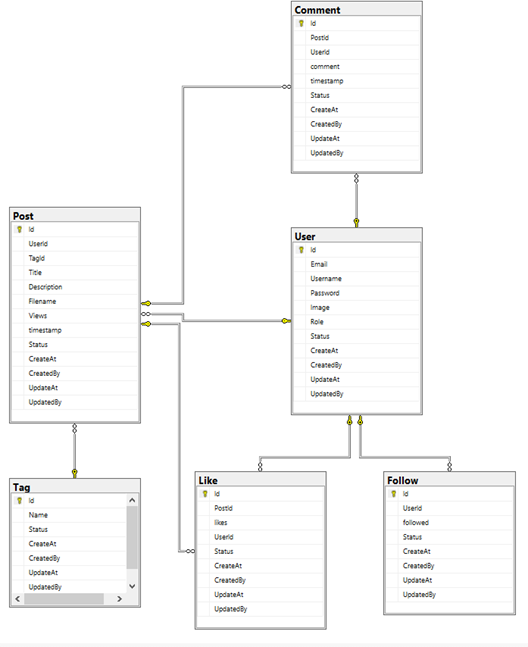 Comment
Id
PostId
UserId
comment
timestamp
Status
CreateAt
CreatedBy
UpdateAt
UpdatedBy
Post
Id
UserId
TagId
Title
Description
Filename
Views
timestamp
Status
CreateAt
CreatedBy
UpdateAt
UpdatedBy
User
Id
Email
Username
Password
Image
Role
Status
CreateAt
CreatedBy
UpdateAt
UpdatedBy
Tag
Id
Name
Status
CreateAt
CreatedBy
UpdateAt
UpdatedBy
Like
Id
PostId
likes
UserId
Status
CreateAt
CreatedBy
UpdateAt
UpdatedBy
Follow
Id
UserId
followed
Status
CreateAt
CreatedBy
UpdateAt
UpdatedBy